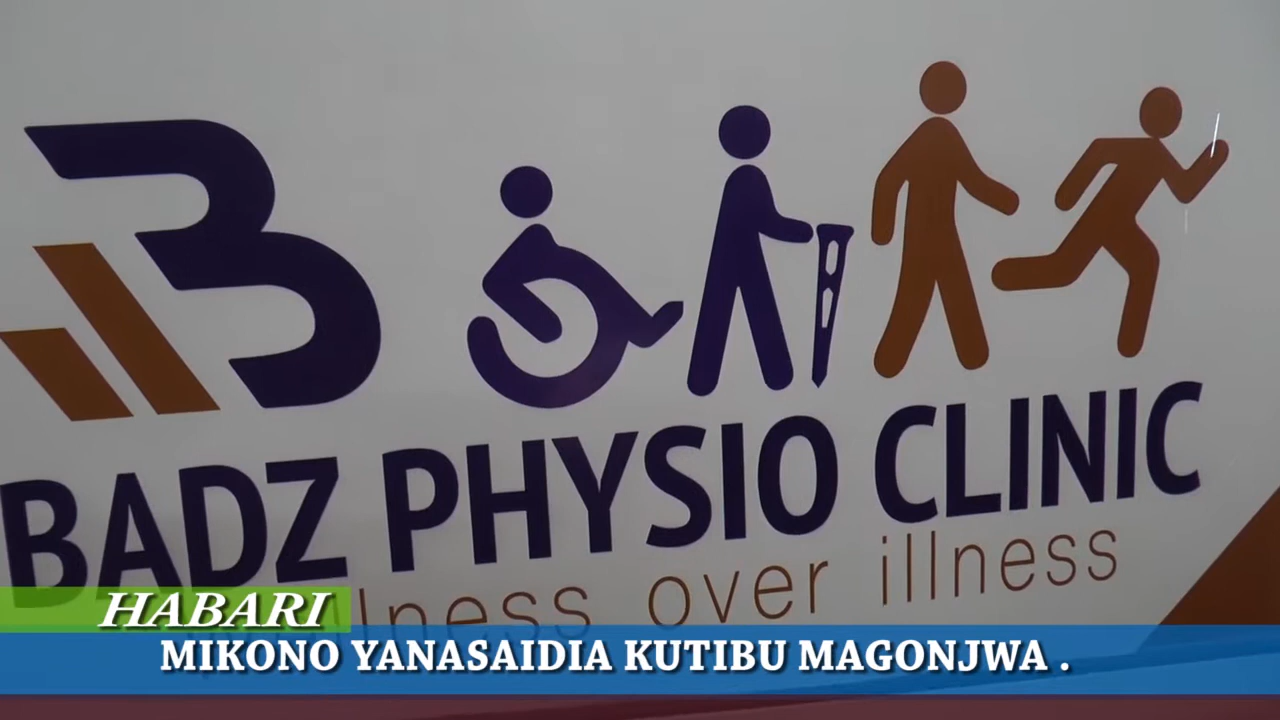 BADZ PHYSIO CLINIC
over illness
HABARI
MIKONO YANASAIDIA KUTIBU MAGONJWA .